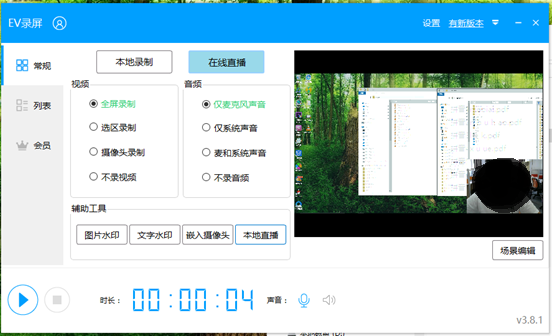 EV录屏 设置 有新版本
常规
列表
会员
本地录制 在线直播
视频 音频
全屏录制 仅麦克风声音
选区录制 仅系统声音
摄像头录制 麦和系统声音
不录视频 不录音频
辅助工具
图片水印 文字水印 嵌入摄像头 本地直播
场景编辑
时长： 00:00:04 声音：
v3.8.1